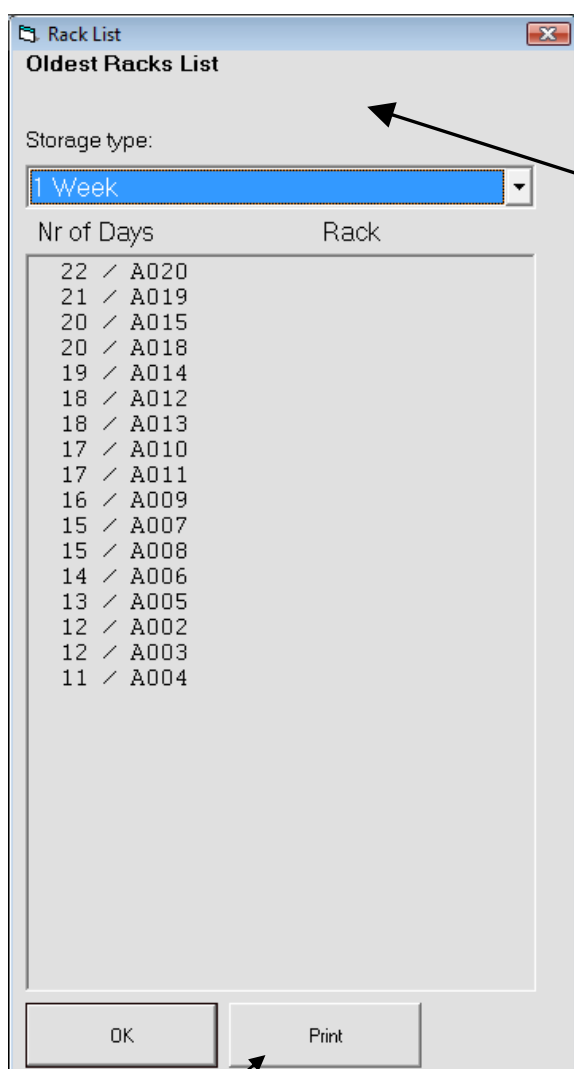 Rack List
Oldest Racks List
Storage type:
1 Week
Nr of Days Rack
22 / A020
21 / A019
20 / A015
20 / A018
19 / A014
18 / A012
18 / A013
17 / A010
17 / A011
16 / A009
15 / A007
15 / A008
14 / A006
13 / A005
12 / A002
12 / A003
11 / A004
OK Print